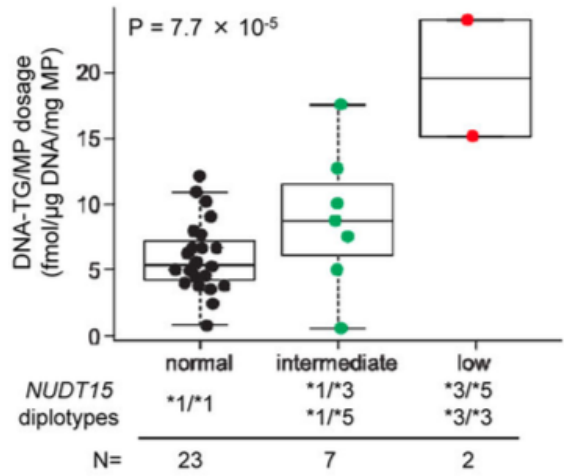 P = 7.7 × 10-5
DNA-TG/MP dosage
(fmol/μg DNA/mg MP)
20
15
10
5
0
normal intermediate low
NUDT15 diplotypes
*1/*1 *1/*3 *3/*5
*1/*5 *3/*3
N= 23 7 2